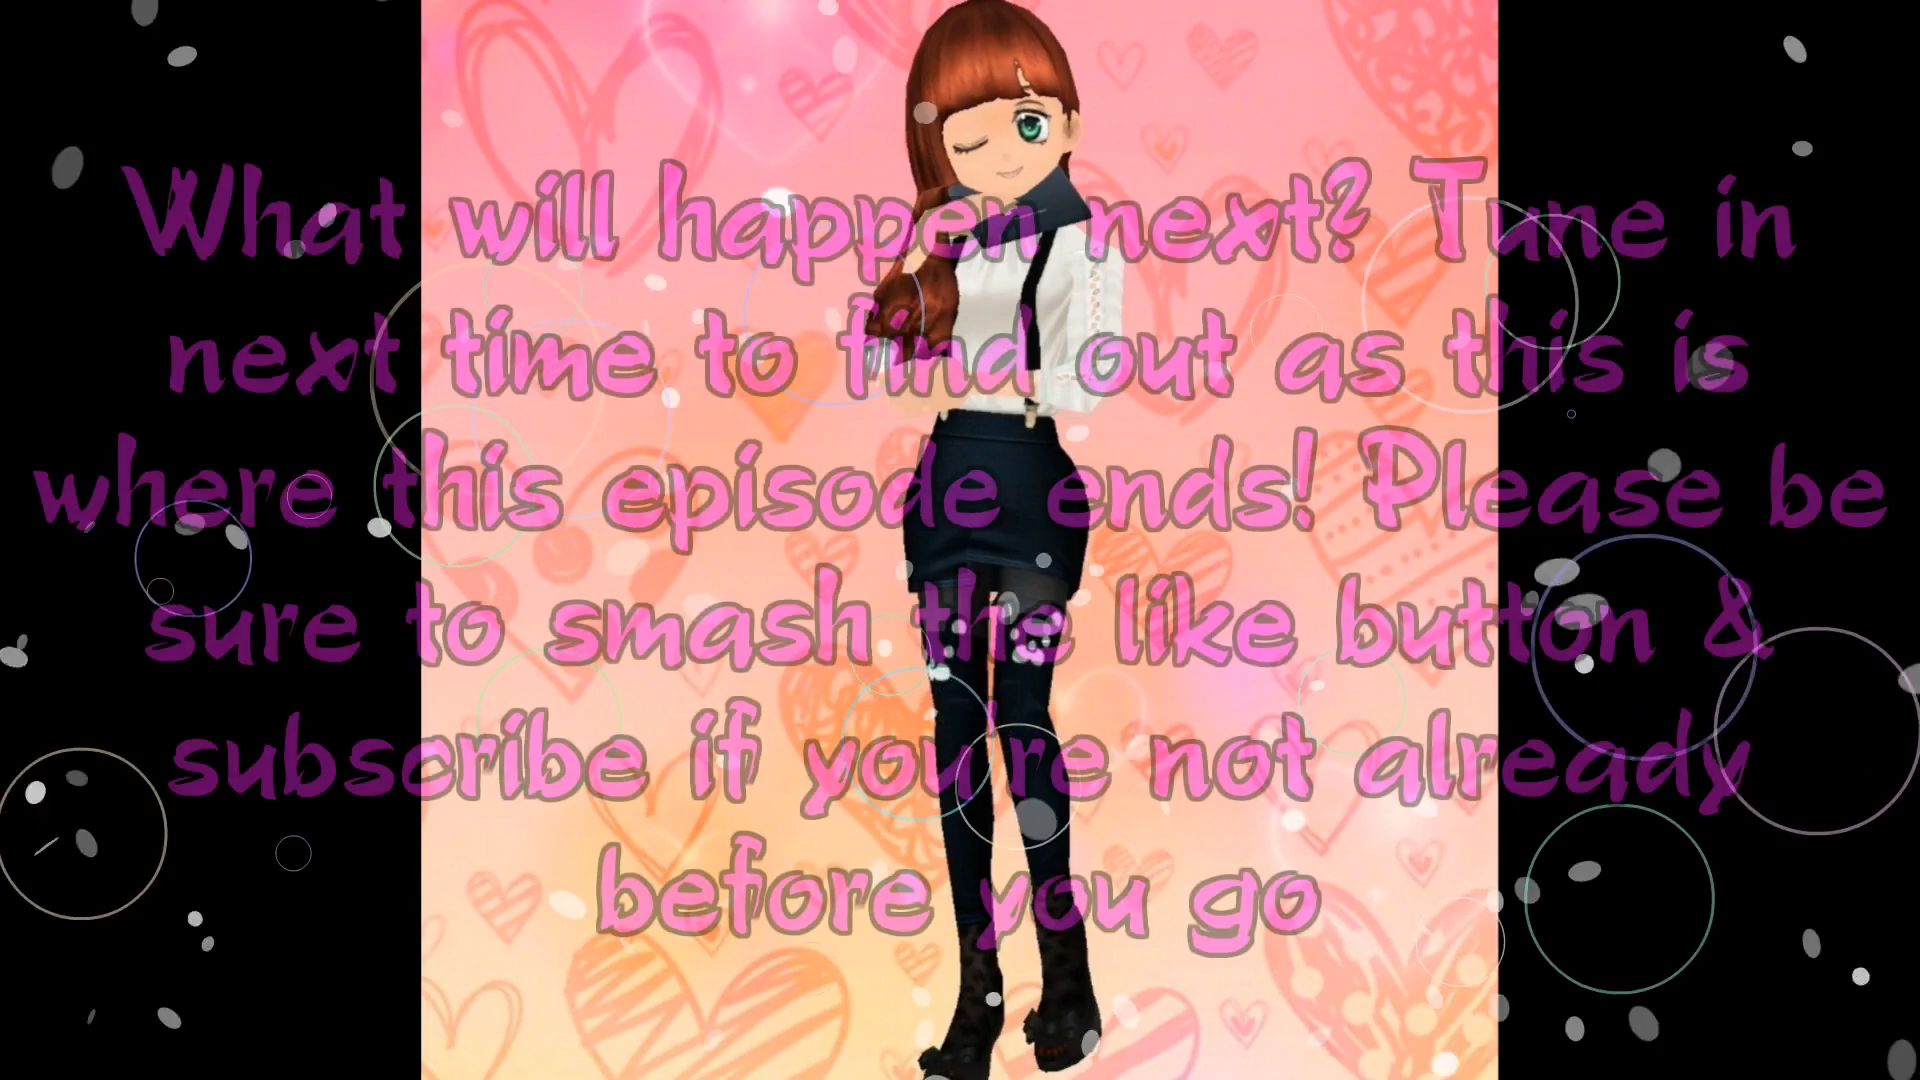 What will happen next? Tune in
next time to find out as this is
where this episode ends! Please be
sure to smash the like button &
subscribe if you're not already
before you go